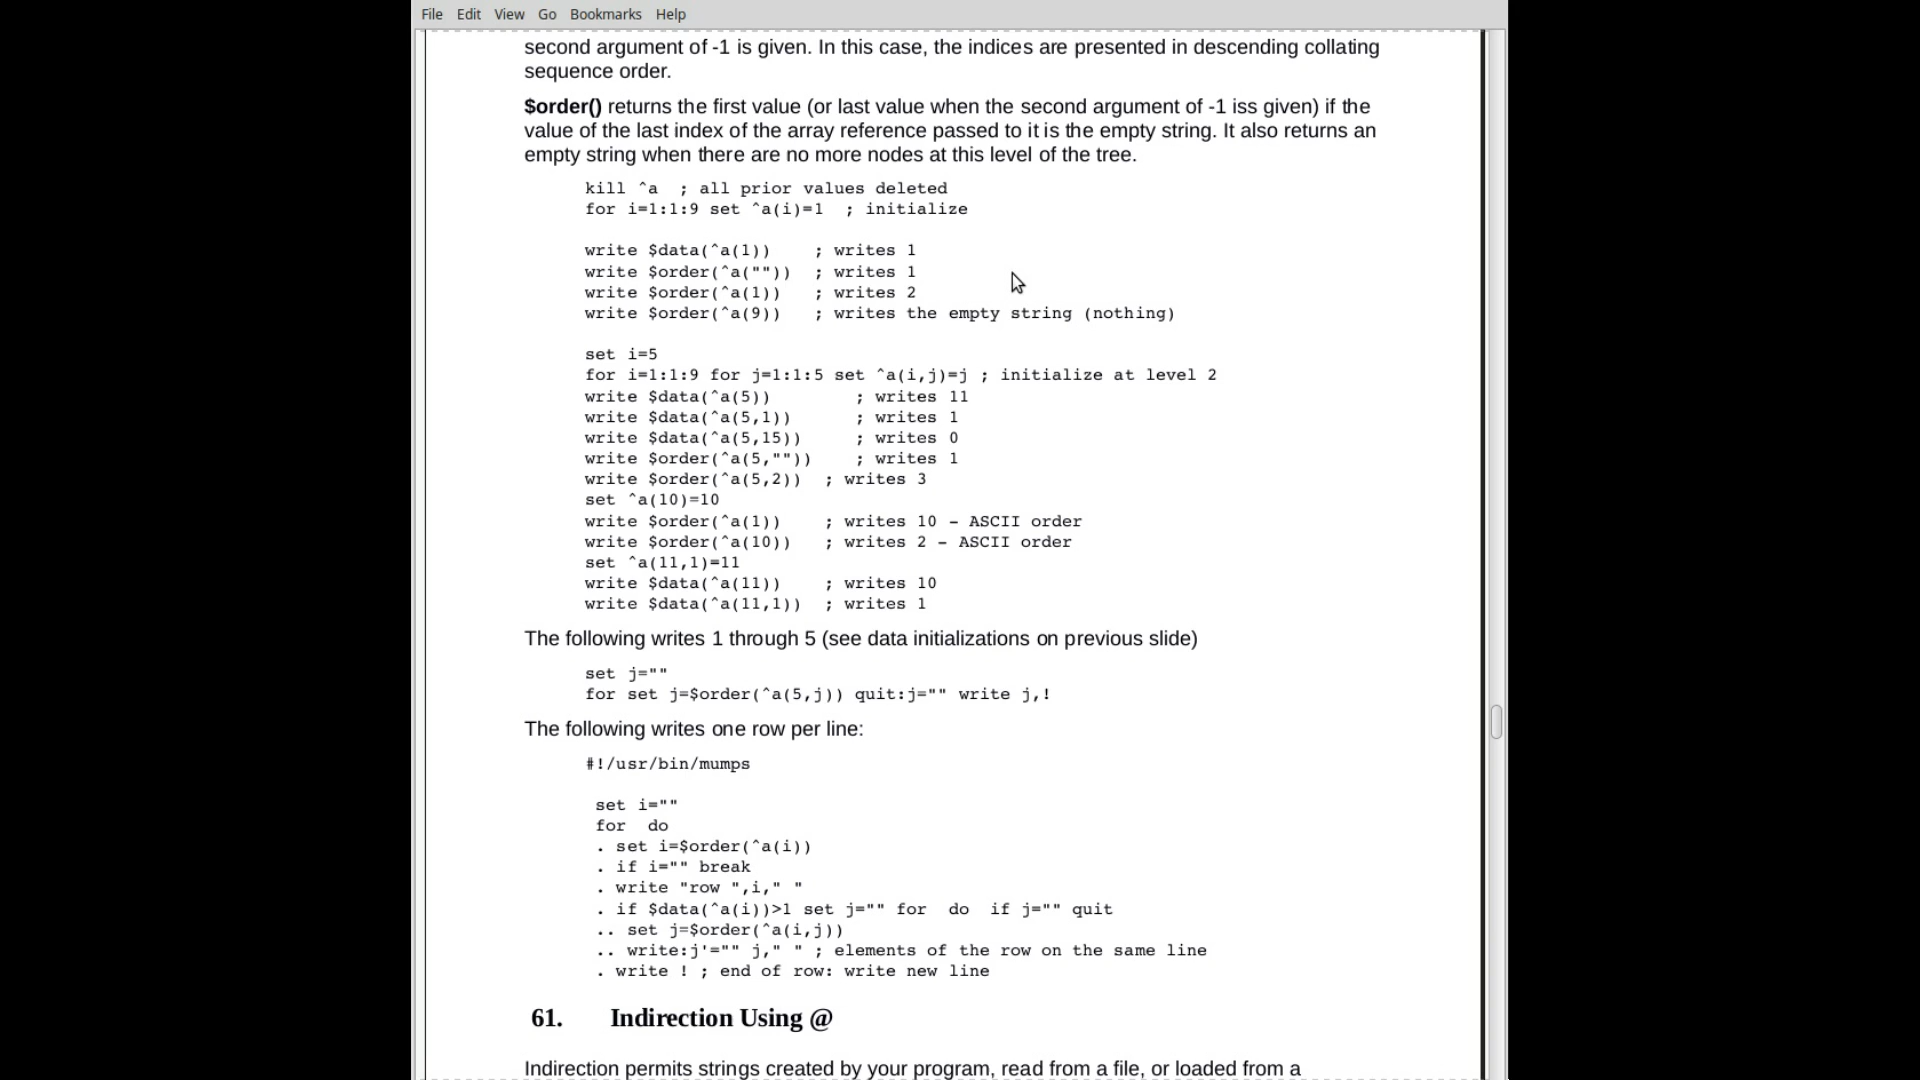 File Edit View Go Bookmarks Help
second argument of -1 is given. In this case, the indices are presented in descending collating
sequence order.
$order() returns the first value (or last value when the second argument of -1 iss given) if the
value of the last index of the array reference passed to it is the empty string. It also returns an
empty string when there are no more nodes at this level of the tree.
kill ^a  ; all prior values deleted
for i=1:1:9 set ^a(i)=1  ; initialize
write $data(^a(1))    ; writes 1
write $order(^a(""))  ; writes 1
write $order(^a(1))   ; writes 2
write $order(^a(9))   ; writes the empty string (nothing)
set i=5
for i=1:1:9 for j=1:1:5 set ^a(i,j)=j ; initialize at level 2
write $data(^a(5))        ; writes 11
write $data(^a(5,1))      ; writes 1
write $data(^a(5,15))     ; writes 0
write $order(^a(5,""))    ; writes 1
write $order(^a(5,2))  ; writes 3
set ^a(10)=10
write $order(^a(1))    ; writes 10 – ASCII order
write $order(^a(10))   ; writes 2 – ASCII order
set ^a(11,1)=11
write $data(^a(11))    ; writes 10
write $data(^a(11,1))  ; writes 1
The following writes 1 through 5 (see data initializations on previous slide)
set j=""
for set j=$order(^a(5,j)) quit:j="" write j,!
The following writes one row per line:
#!/usr/bin/mumps
set i=""
for  do
. set i=$order(^a(i))
. if i="" break
. write "row ",i," "
. if $data(^a(i))>1 set j="" for  do  if j="" quit
.. set j=$order(^a(i,j))
.. write:j'="" j," " ; elements of the row on the same line
. write ! ; end of row: write new line
61. Indirection Using @
Indirection permits strings created by your program, read from a file, or loaded from a